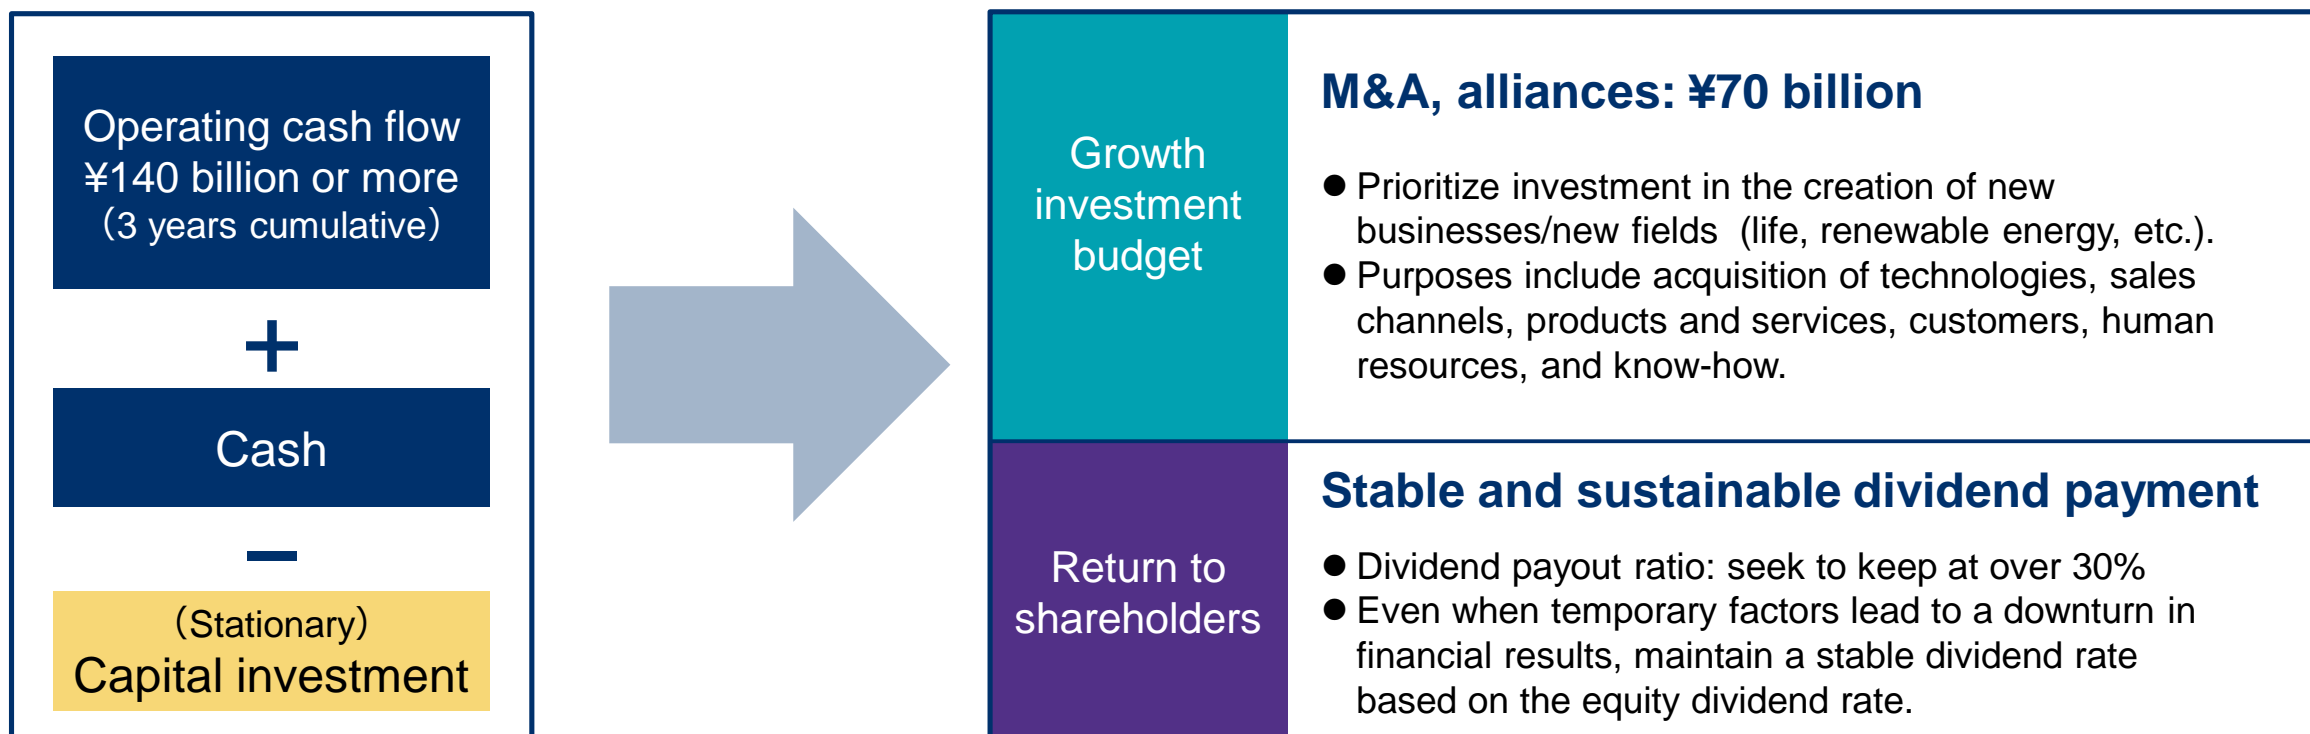 Operating cash flow
¥140 billion or more
（3 years cumulative）
+
Cash
−
（Stationary）
Capital investment
Growth
investment
budget
M&A, alliances: ¥70 billion
● Prioritize investment in the creation of new
businesses/new fields (life, renewable energy, etc.).
● Purposes include acquisition of technologies, sales
channels, products and services, customers, human
resources, and know-how.
Return to
shareholders
Stable and sustainable dividend payment
● Dividend payout ratio: seek to keep at over 30%
● Even when temporary factors lead to a downturn in
financial results, maintain a stable dividend rate
based on the equity dividend rate.